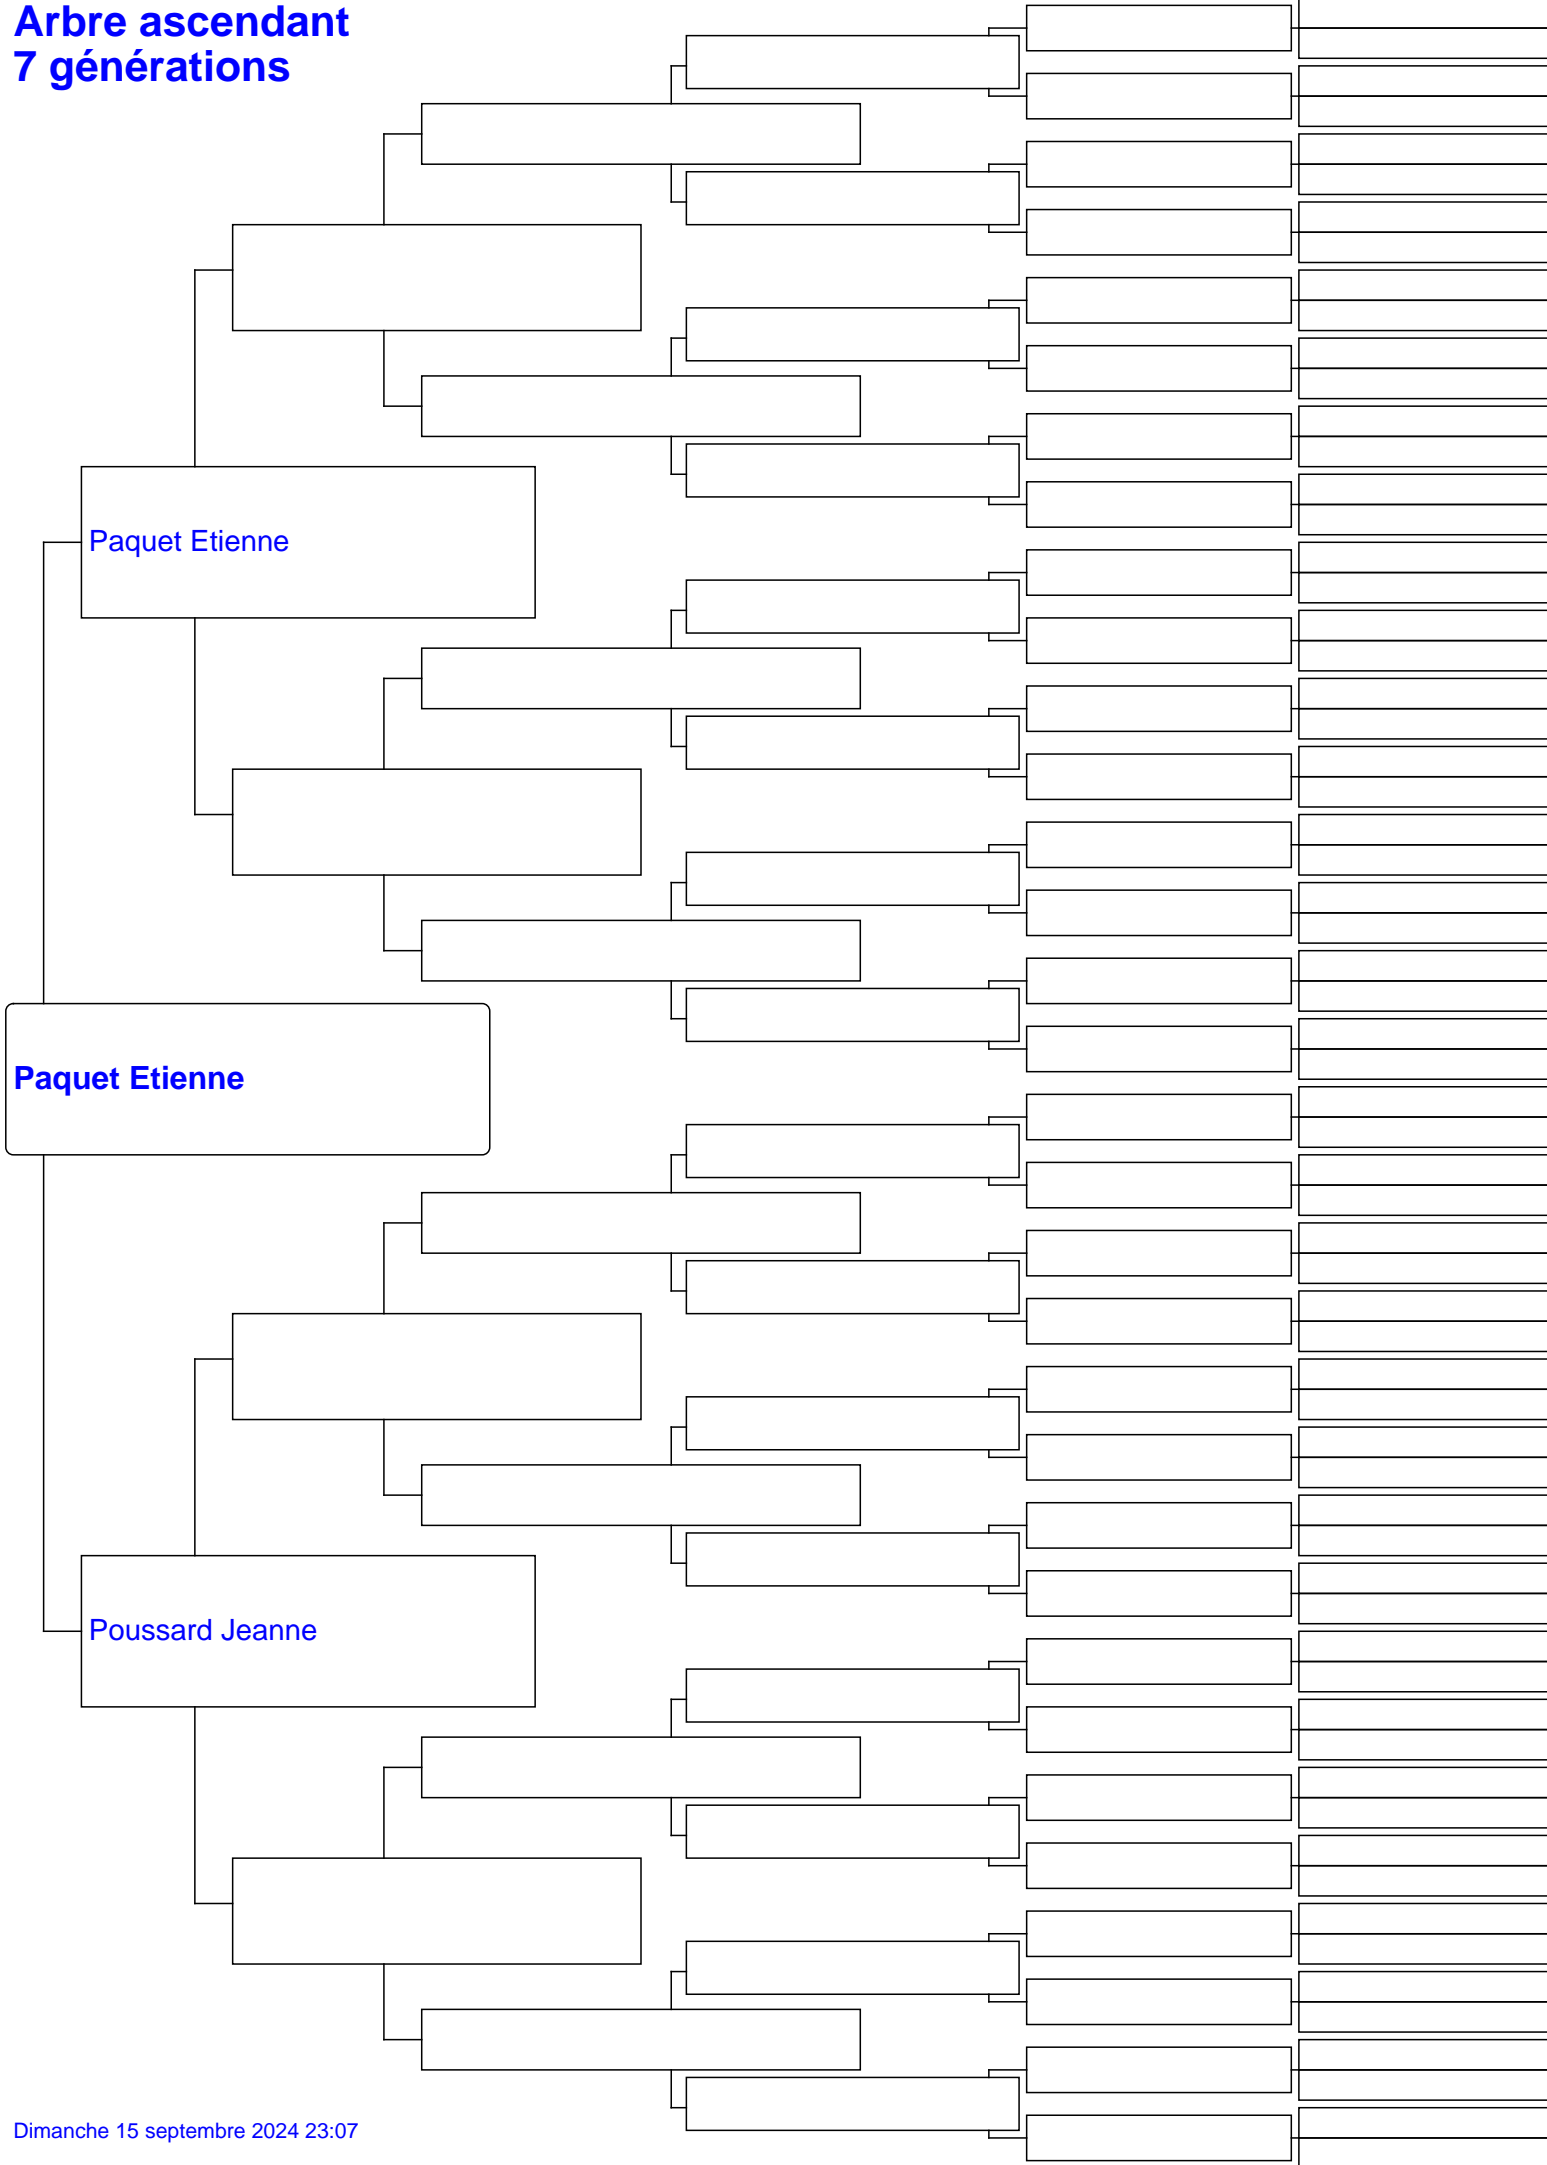 Arbre ascendant
7 générations
Paquet Etienne
Paquet Etienne
Poussard Jeanne
Dimanche 15 septembre 2024 23:07